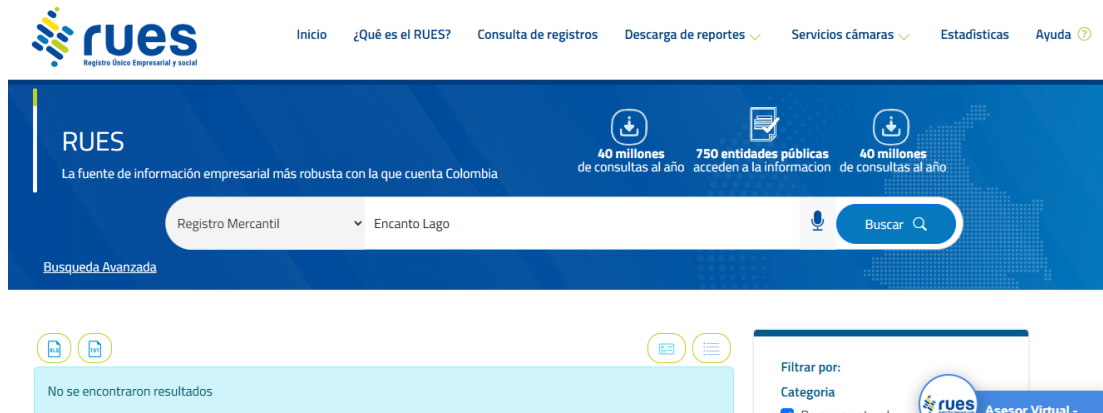 rues
Registro Único Empresarial y social
Inicio
¿Qué es el RUES?
Consulta de registros
Descarga de reportes
Servicios cámaras
Estadìsticas
Ayuda ?
RUES
La fuente de información empresarial más robusta con la que cuenta Colombia
40 millones
de consultas al año
750 entidades públicas
acceden a la informacion
40 millones
de consultas al año
Registro Mercantil
Encanto Lago
Buscar
Busqueda Avanzada
XLS
TXT
No se encontraron resultados
Filtrar por:
Categoria
rues
Asesor Virtual -